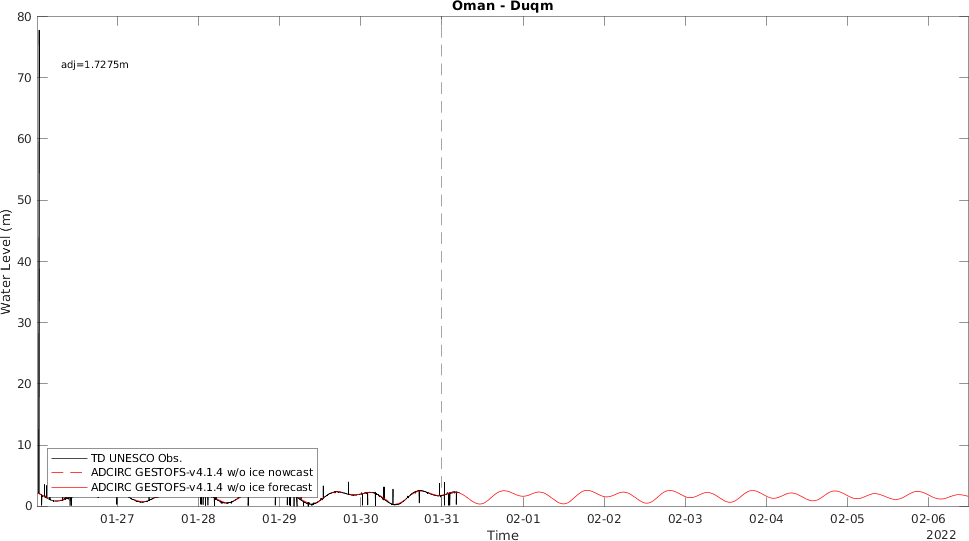 Oman - Duqm
80
70
60
50
40
30
20
10
0
Water Level (m)
adj=1.7275m
TD UNESCO Obs.
ADCIRC GESTOFS-v4.1.4 w/o ice nowcast
ADCIRC GESTOFS-v4.1.4 w/o ice forecast
01-27 01-28 01-29 01-30 01-31 02-01 02-02 02-03 02-04 02-05 02-06
2022
Time